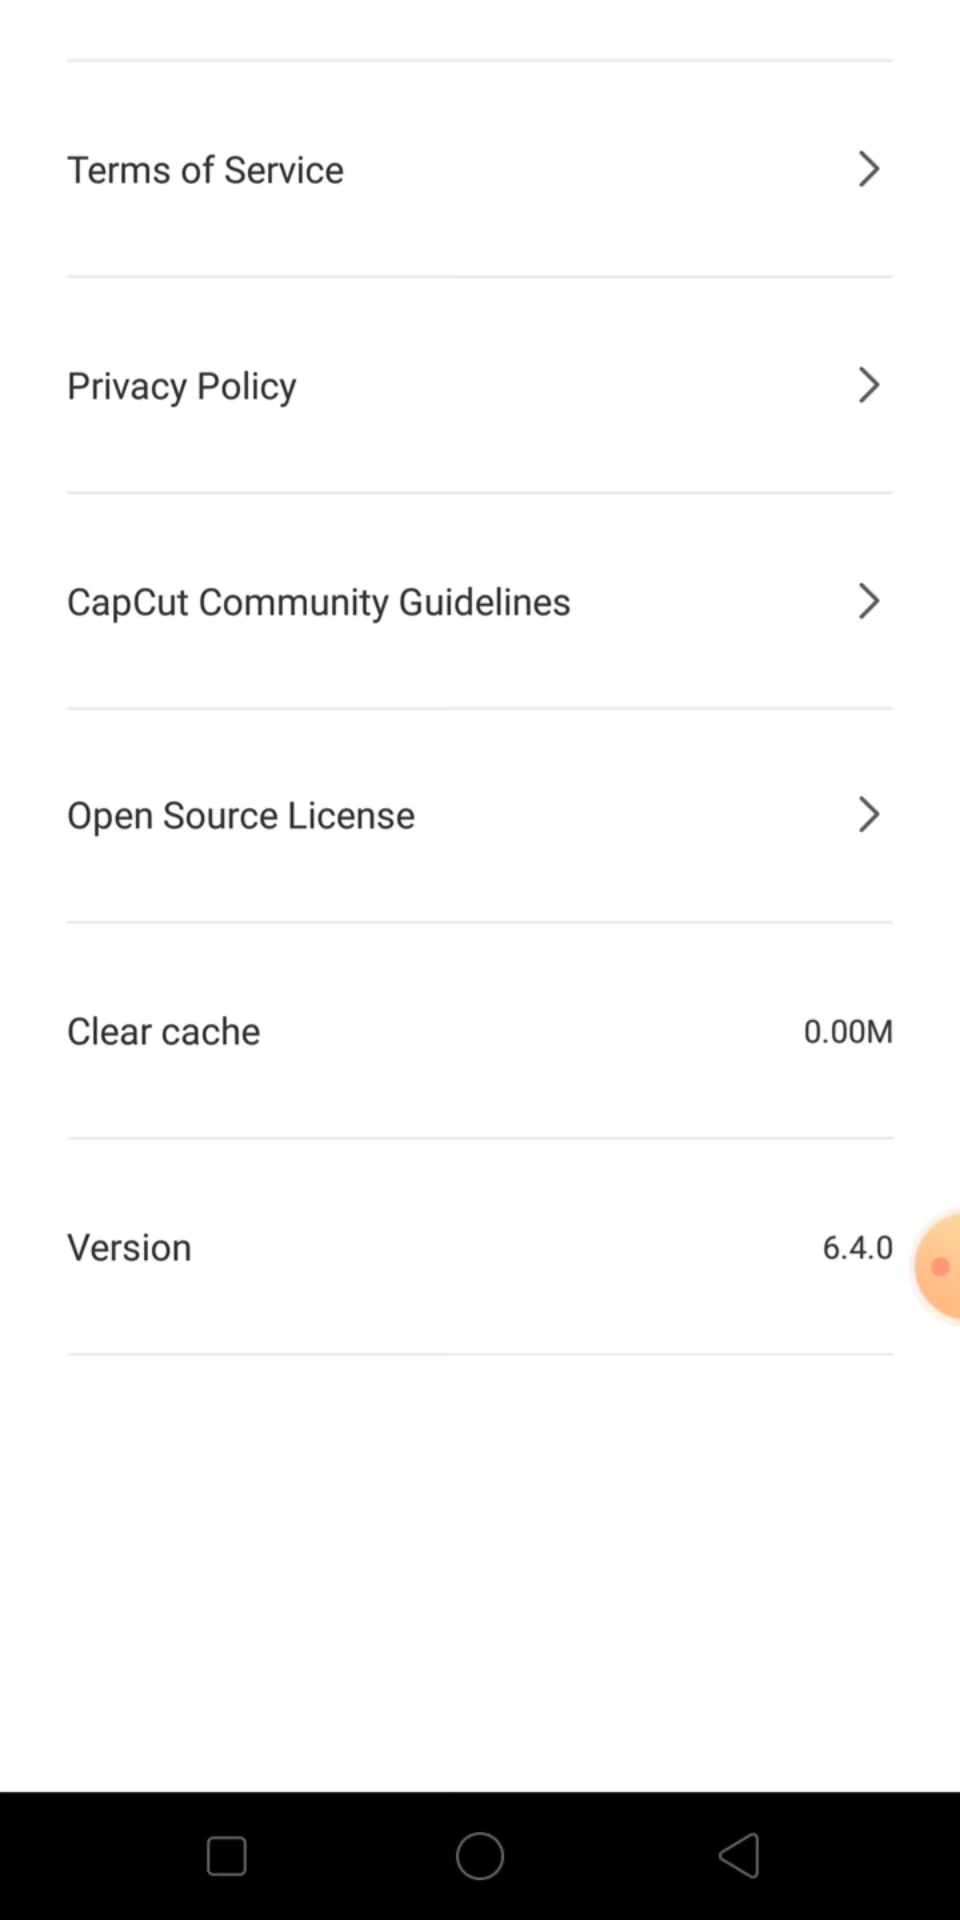 Terms of Service
Privacy Policy
CapCut Community Guidelines
Open Source License
Clear cache 0.00M
Version 6.4.0